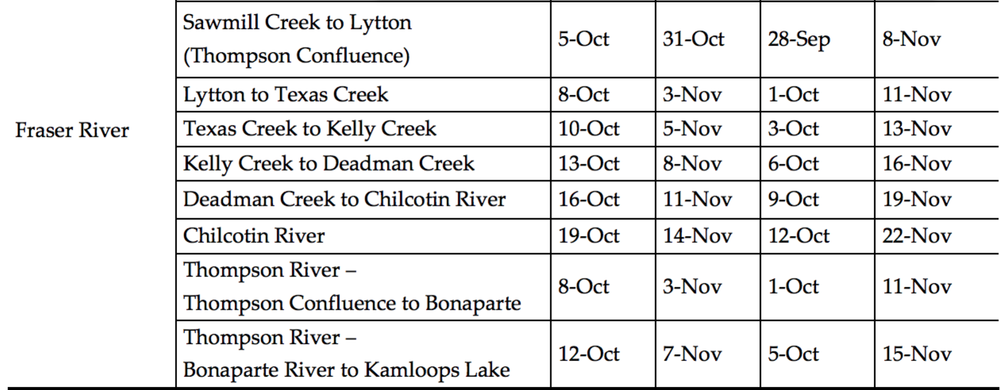 Sawmill Creek to Lytton
(Thompson Confluence) 5-Oct 31-Oct 28-Sep 8-Nov
Lytton to Texas Creek 8-Oct 3-Nov 1-Oct 11-Nov
Fraser River Texas Creek to Kelly Creek 10-Oct 5-Nov 3-Oct 13-Nov
Kelly Creek to Deadman Creek 13-Oct 8-Nov 6-Oct 16-Nov
Deadman Creek to Chilcotin River 16-Oct 11-Nov 9-Oct 19-Nov
Chilcotin River 19-Oct 14-Nov 12-Oct 22-Nov
Thompson River –
Thompson Confluence to Bonaparte 8-Oct 3-Nov 1-Oct 11-Nov
Thompson River –
Bonaparte River to Kamloops Lake 12-Oct 7-Nov 5-Oct 15-Nov